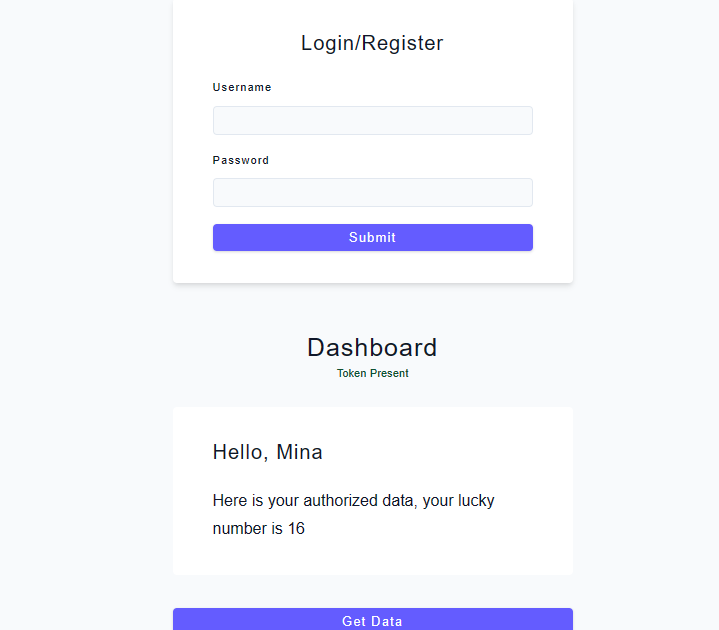 Login/Register
Username
Password
Submit
Dashboard
Token Present
Hello, Mina
Here is your authorized data, your lucky
number is 16
Get Data